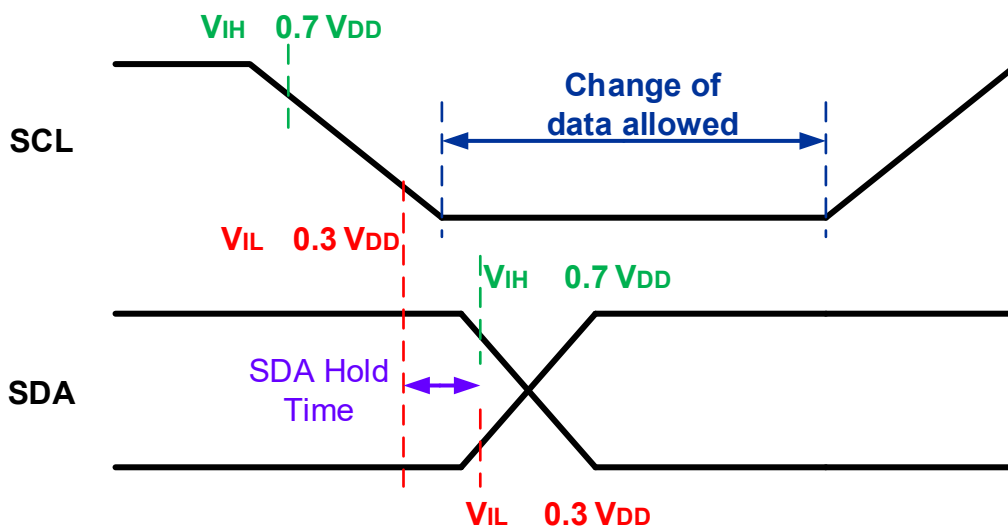 VIH 0.7 VDD
Change of
data allowed
SCL
VIL 0.3 VDD
VIH 0.7 VDD
SDA Hold
Time
SDA
VIL 0.3 VDD